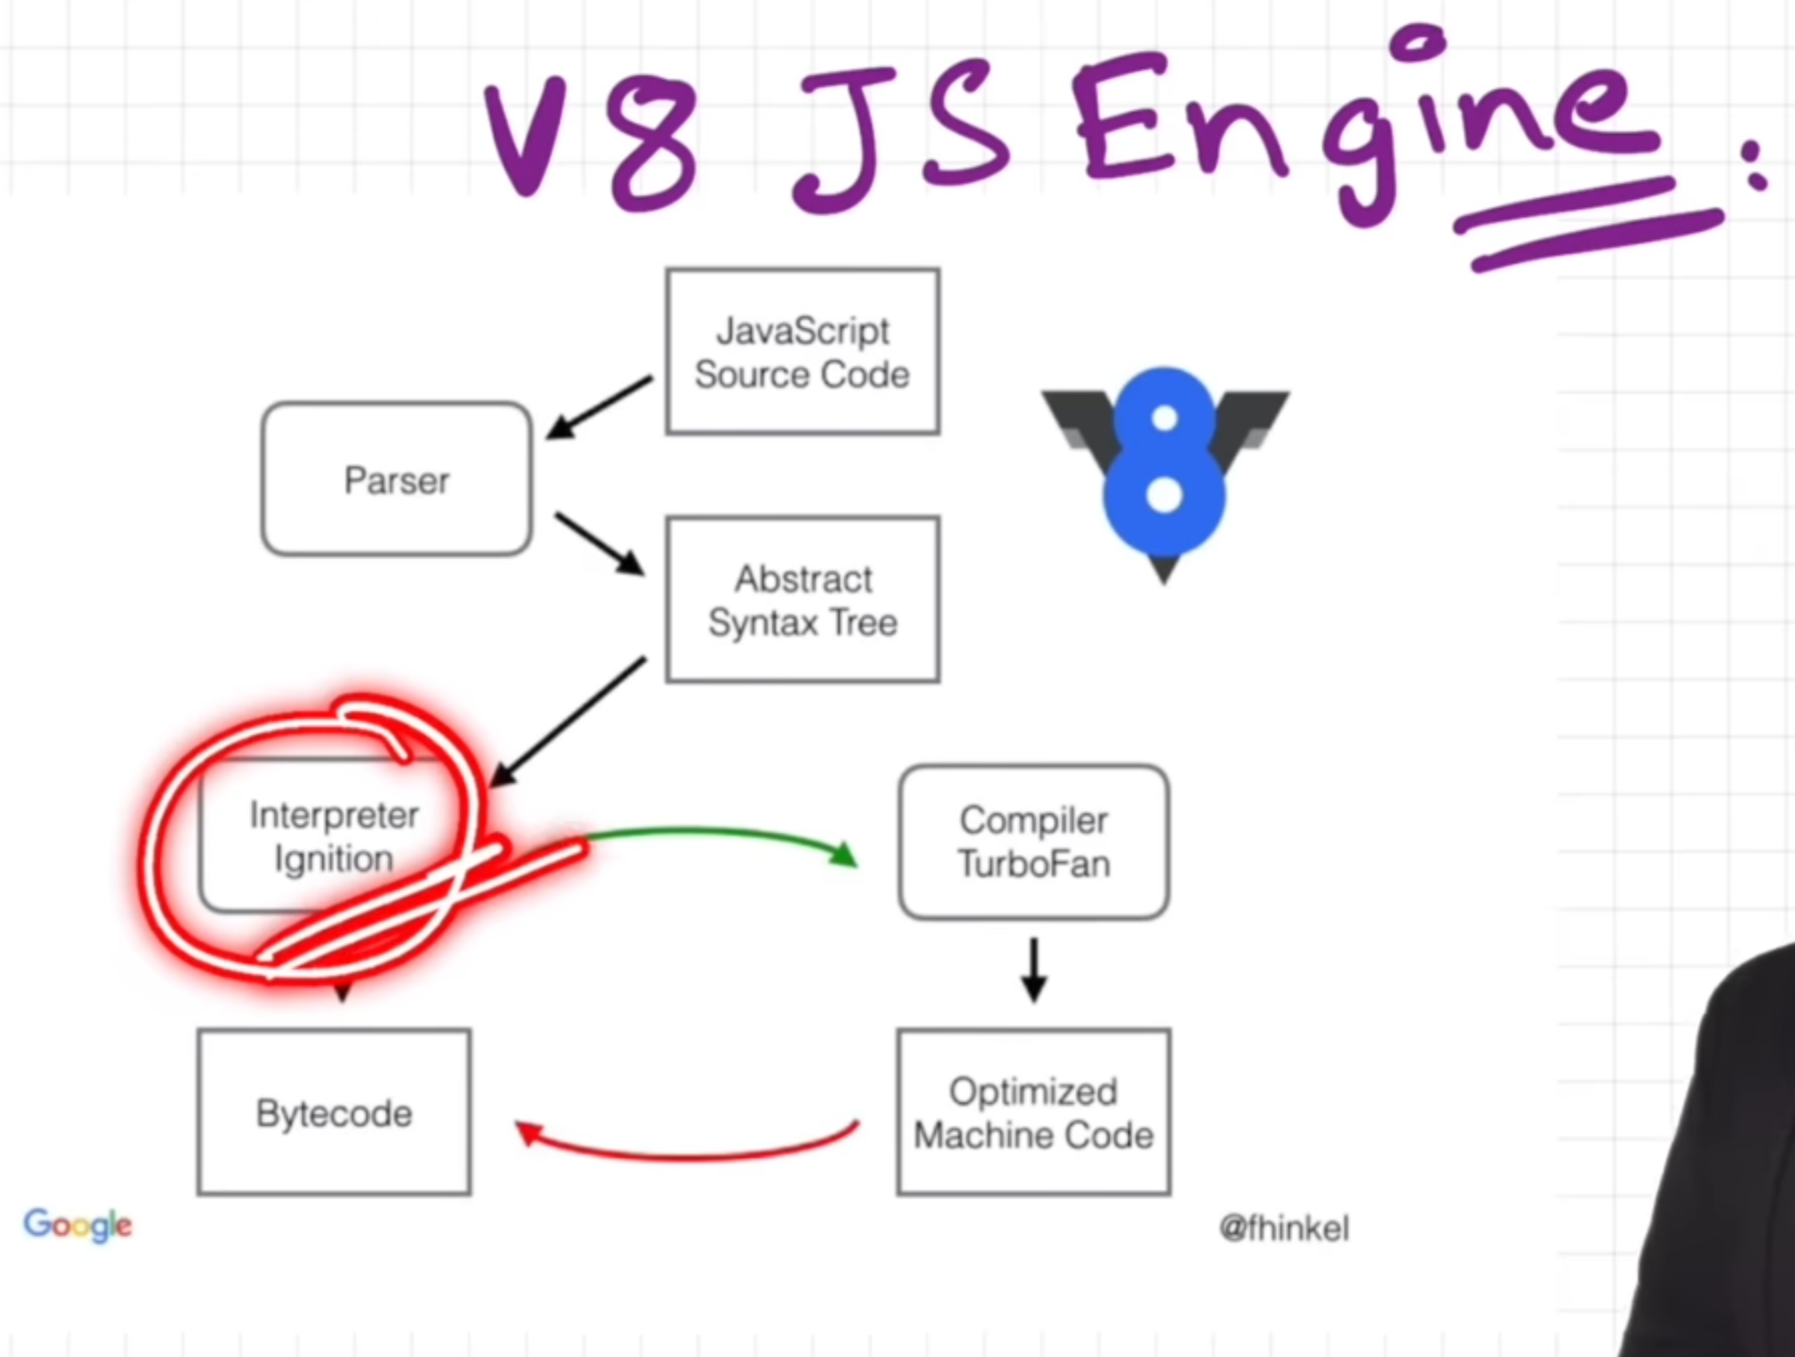 V8 JS Engine :
JavaScript
Source Code
Parser
Abstract
Syntax Tree
Interpreter
Ignition
Compiler
TurboFan
Bytecode
Optimized
Machine Code
Google
@fhinkel